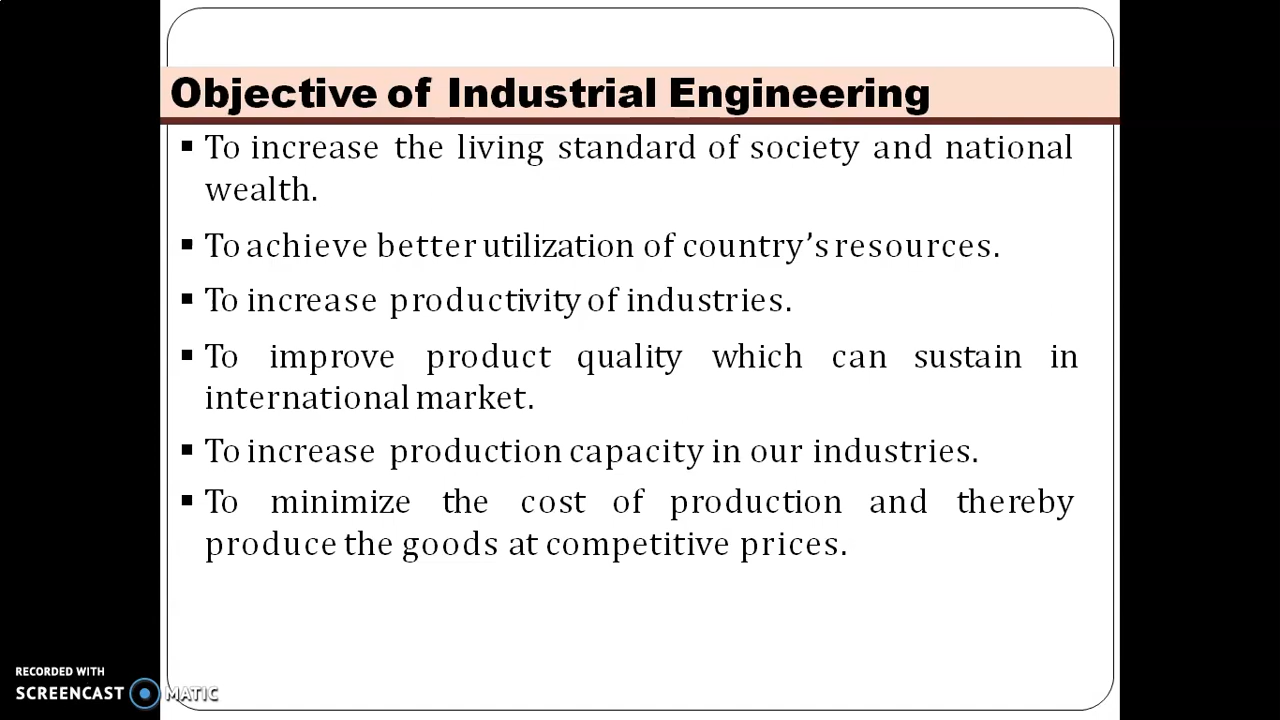 Objective of Industrial Engineering
▪ To increase the living standard of society and national
wealth.
▪ To achieve better utilization of country's resources.
▪ To increase productivity of industries.
▪ To improve product quality which can sustain in
international market.
▪ To increase production capacity in our industries.
▪ To minimize the cost of production and thereby
produce the goods at competitive prices.
RECORDED WITH
SCREENCAST MATIC